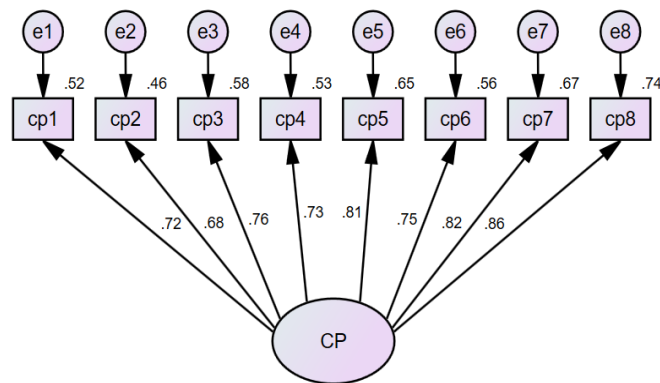 e1 e2 e3 e4 e5 e6 e7 e8
.52 .46 .58 .53 .65 .56 .67 .74
cp1 cp2 cp3 cp4 cp5 cp6 cp7 cp8
.72 .68 .76 .73 .81 .75 .82 .86
CP